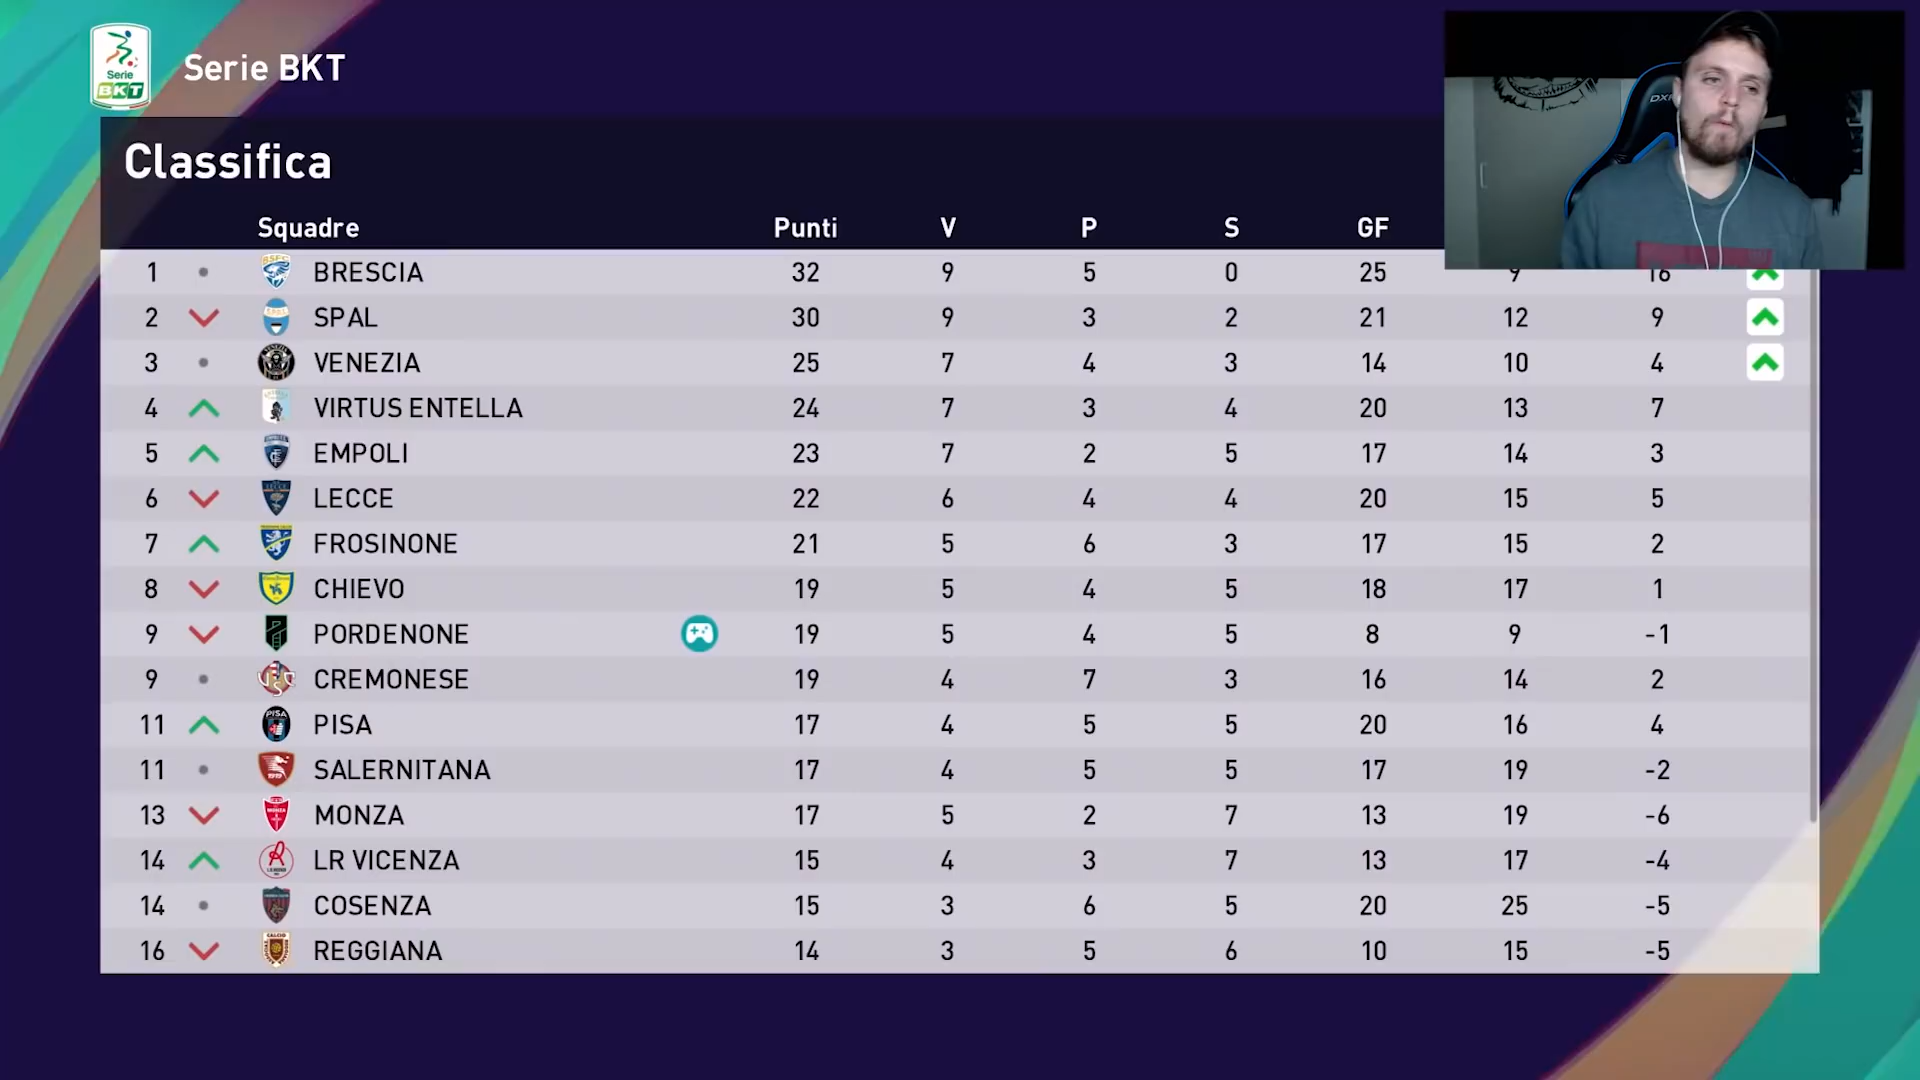 Serie
BKT
Serie BKT
Classifica
Squadre Punti V P S GF
1 BRESCIA 32 9 5 0 25 9 16
2 SPAL 30 9 3 2 21 12 9
3 VENEZIA 25 7 4 3 14 10 4
4 VIRTUS ENTELLA 24 7 3 4 20 13 7
5 EMPOLI 23 7 2 5 17 14 3
6 LECCE 22 6 4 4 20 15 5
7 FROSINONE 21 5 6 3 17 15 2
8 CHIEVO 19 5 4 5 18 17 1
9 PORDENONE 19 5 4 5 8 9 -1
9 CREMONESE 19 4 7 3 16 14 2
11 PISA 17 4 5 5 20 16 4
11 SALERNITANA 17 4 5 5 17 19 -2
13 MONZA 17 5 2 7 13 19 -6
14 LR VICENZA 15 4 3 7 13 17 -4
14 COSENZA 15 3 6 5 20 25 -5
16 REGGIANA 14 3 5 6 10 15 -5